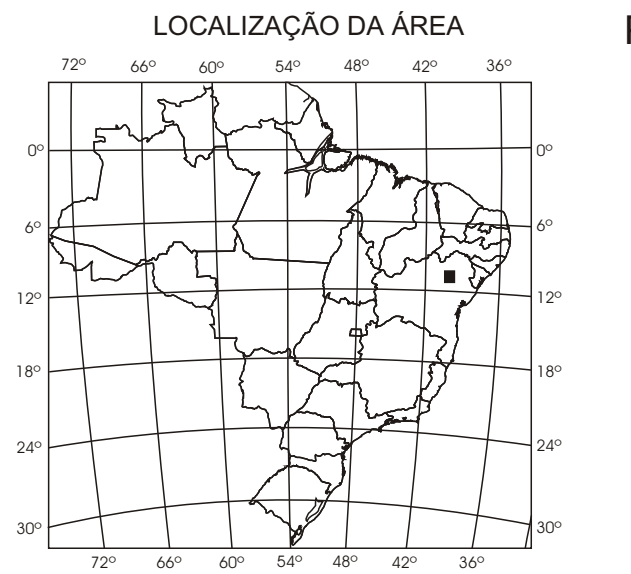 LOCALIZAÇÃO DA ÁREA
72º 66º 60º 54º 48º 42º 36º
0º 0º
6º 6º
12º 12º
18º 18º
24º 24º
30º 30º
72º 66º 60º 54º 48º 42º 36º